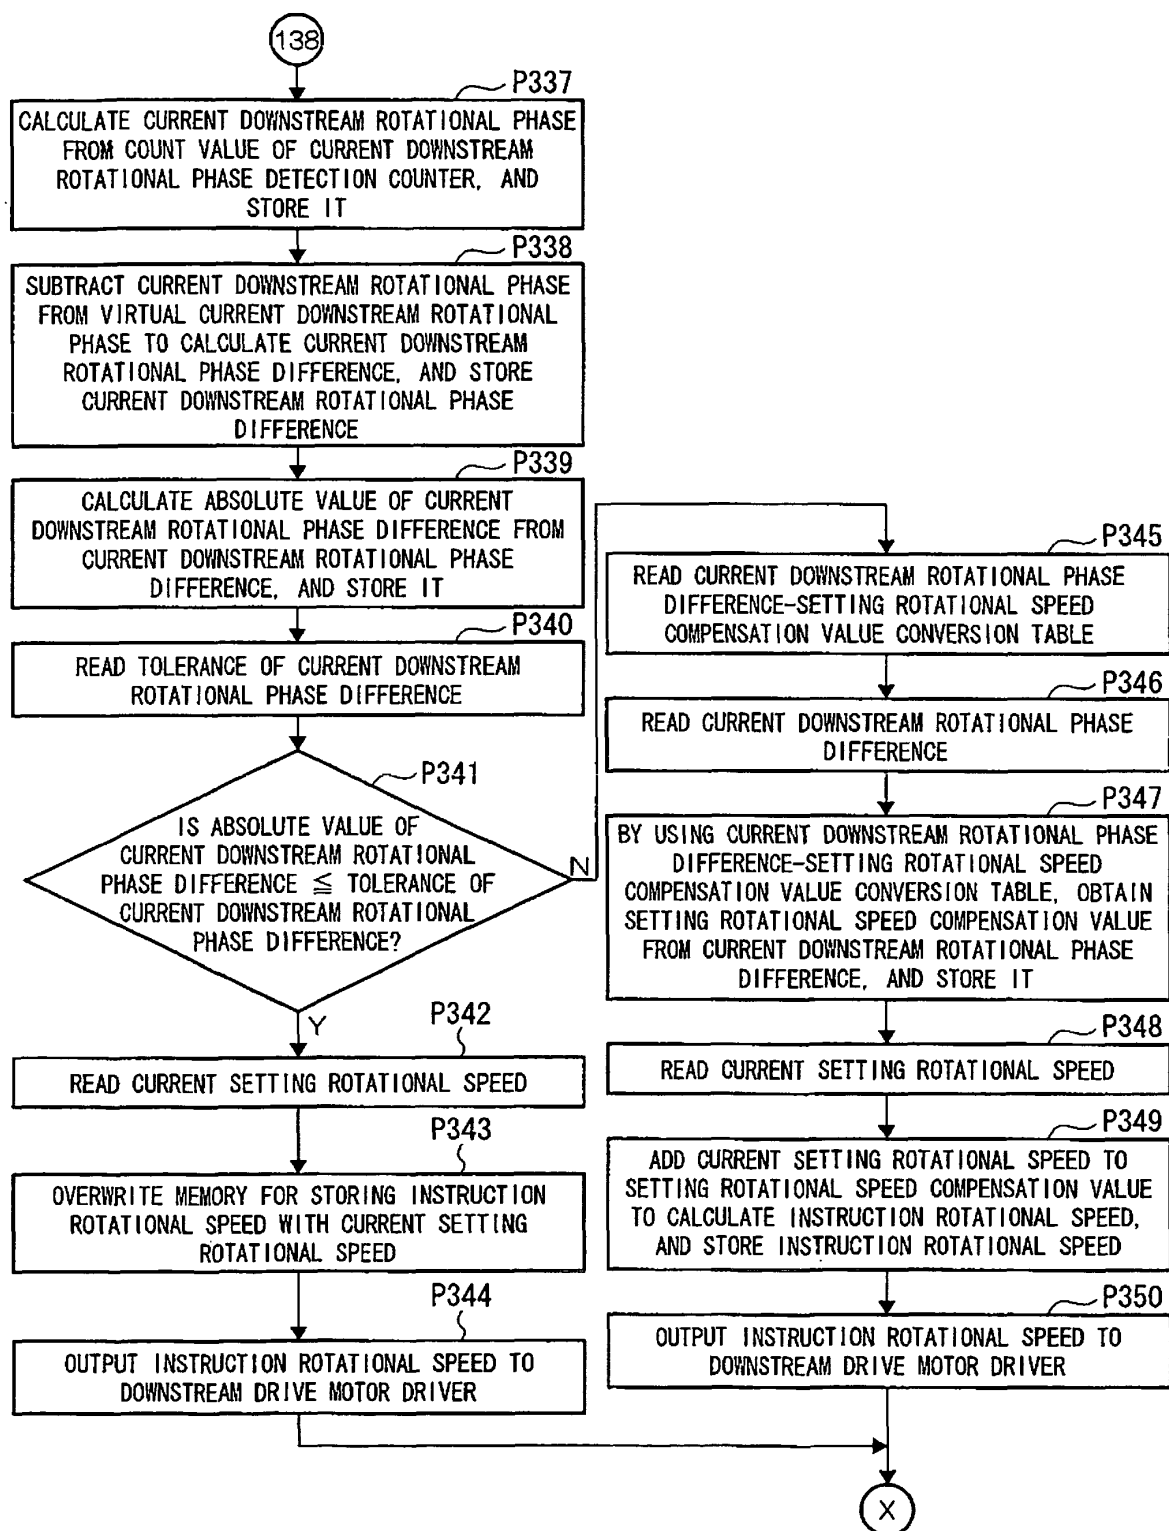 138
P337
CALCULATE CURRENT DOWNSTREAM ROTATIONAL PHASE
FROM COUNT VALUE OF CURRENT DOWNSTREAM
ROTATIONAL PHASE DETECTION COUNTER, AND
STORE IT
P338
SUBTRACT CURRENT DOWNSTREAM ROTATIONAL PHASE
FROM VIRTUAL CURRENT DOWNSTREAM ROTATIONAL
PHASE TO CALCULATE CURRENT DOWNSTREAM
ROTATIONAL PHASE DIFFERENCE, AND STORE
CURRENT DOWNSTREAM ROTATIONAL PHASE
DIFFERENCE
P339
CALCULATE ABSOLUTE VALUE OF CURRENT
DOWNSTREAM ROTATIONAL PHASE DIFFERENCE FROM
CURRENT DOWNSTREAM ROTATIONAL PHASE
DIFFERENCE, AND STORE IT
P340
READ TOLERANCE OF CURRENT DOWNSTREAM
ROTATIONAL PHASE DIFFERENCE
P341
IS ABSOLUTE VALUE OF
CURRENT DOWNSTREAM ROTATIONAL
PHASE DIFFERENCE ≦ TOLERANCE OF
CURRENT DOWNSTREAM ROTATIONAL
PHASE DIFFERENCE?
N
Y
P342
READ CURRENT SETTING ROTATIONAL SPEED
P343
OVERWRITE MEMORY FOR STORING INSTRUCTION
ROTATIONAL SPEED WITH CURRENT SETTING
ROTATIONAL SPEED
P344
OUTPUT INSTRUCTION ROTATIONAL SPEED TO
DOWNSTREAM DRIVE MOTOR DRIVER
P345
READ CURRENT DOWNSTREAM ROTATIONAL PHASE
DIFFERENCE-SETTING ROTATIONAL SPEED
COMPENSATION VALUE CONVERSION TABLE
P346
READ CURRENT DOWNSTREAM ROTATIONAL PHASE
DIFFERENCE
P347
BY USING CURRENT DOWNSTREAM ROTATIONAL PHASE
DIFFERENCE-SETTING ROTATIONAL SPEED
COMPENSATION VALUE CONVERSION TABLE, OBTAIN
SETTING ROTATIONAL SPEED COMPENSATION VALUE
FROM CURRENT DOWNSTREAM ROTATIONAL PHASE
DIFFERENCE, AND STORE IT
P348
READ CURRENT SETTING ROTATIONAL SPEED
P349
ADD CURRENT SETTING ROTATIONAL SPEED TO
SETTING ROTATIONAL SPEED COMPENSATION VALUE
TO CALCULATE INSTRUCTION ROTATIONAL SPEED,
AND STORE INSTRUCTION ROTATIONAL SPEED
P350
OUTPUT INSTRUCTION ROTATIONAL SPEED TO
DOWNSTREAM DRIVE MOTOR DRIVER
X